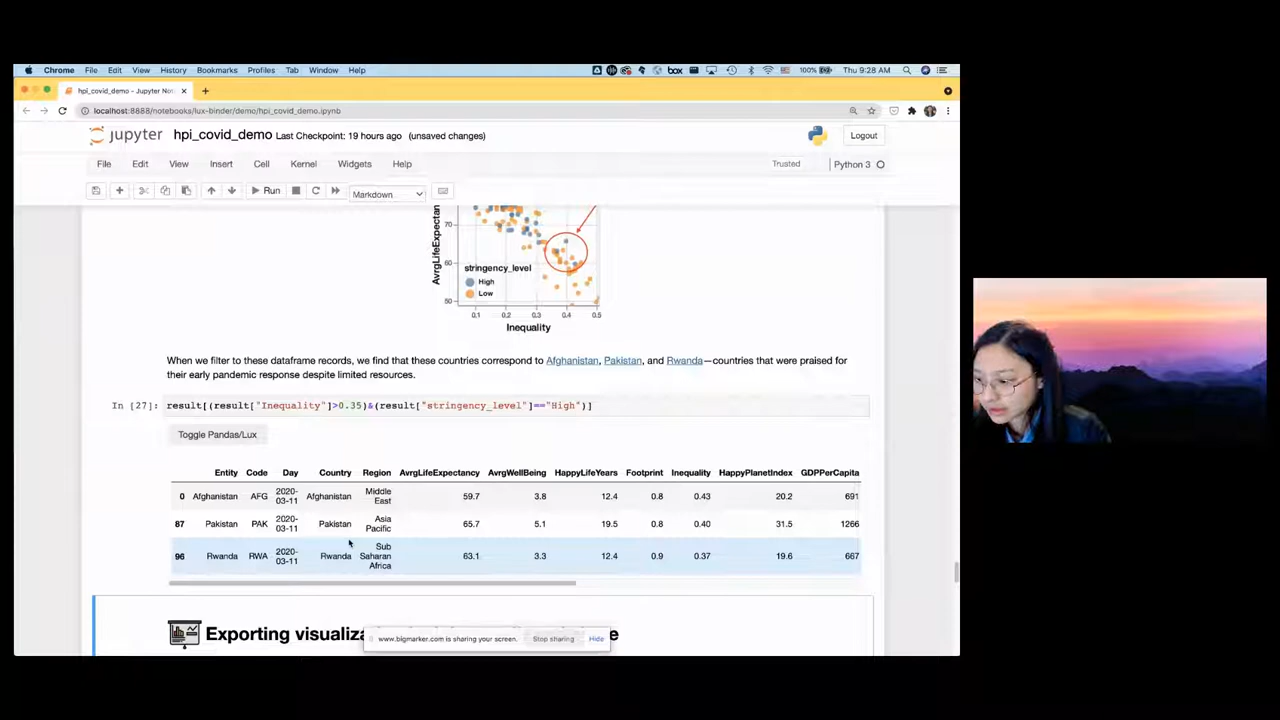 Chrome File Edit View History Bookmarks Profiles Tab Window Help box 100% Thu 9:28 AM
hpi_covid_demo - Jupyter Not
localhost:8888/notebooks/lux-binder/demo/hpi_covid_demo.ipynb
jupyter hpi_covid_demo Last Checkpoint: 19 hours ago (unsaved changes) Logout
File Edit View Insert Cell Kernel Widgets Help Trusted Python 3
Run Markdown
AvrgLifeExpectan
70
60
50
stringency_level
High
Low
0.1 0.2 0.3 0.4 0.5
Inequality
When we filter to these dataframe records, we find that these countries correspond to Afghanistan, Pakistan, and Rwanda—countries that were praised for
their early pandemic response despite limited resources.
In [27]: result[(result["Inequality"]>0.35)&(result["stringency_level"]=="High")]
Toggle Pandas/Lux
Entity Code Day Country Region AvrgLifeExpectancy AvrgWellBeing HappyLifeYears Footprint Inequality HappyPlanetIndex GDPPerCapita
0 Afghanistan AFG 2020-03-11 Afghanistan Middle East 59.7 3.8 12.4 0.8 0.43 20.2 691
87 Pakistan PAK 2020-03-11 Pakistan Asia Pacific 65.7 5.1 19.5 0.8 0.40 31.5 1266
96 Rwanda RWA 2020-03-11 Rwanda Sub Saharan Africa 63.1 3.3 12.4 0.9 0.37 19.6 667
Exporting visualiza
www.bigmarker.com is sharing your screen. Stop sharing Hide